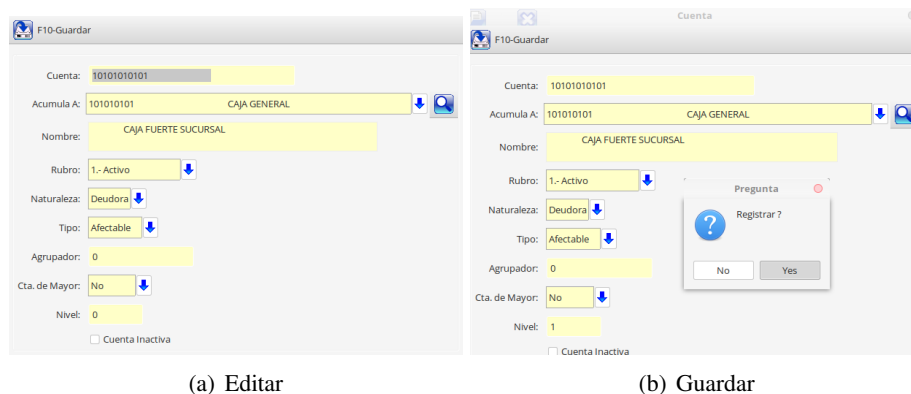 F10-Guardar
Cuenta: 10101010101
Acumula A: 101010101 CAJA GENERAL
Nombre: CAJA FUERTE SUCURSAL
Rubro: 1.- Activo
Naturaleza: Deudora
Tipo: Afectable
Agrupador: 0
Cta. de Mayor: No
Nivel: 0
Cuenta Inactiva
(a) Editar
Cuenta
F10-Guardar
Cuenta: 10101010101
Acumula A: 101010101 CAJA GENERAL
Nombre: CAJA FUERTE SUCURSAL
Rubro: 1.- Activo
Naturaleza: Deudora
Tipo: Afectable
Agrupador: 0
Cta. de Mayor: No
Nivel: 1
Cuenta Inactiva
Pregunta
Registrar ?
No Yes
(b) Guardar